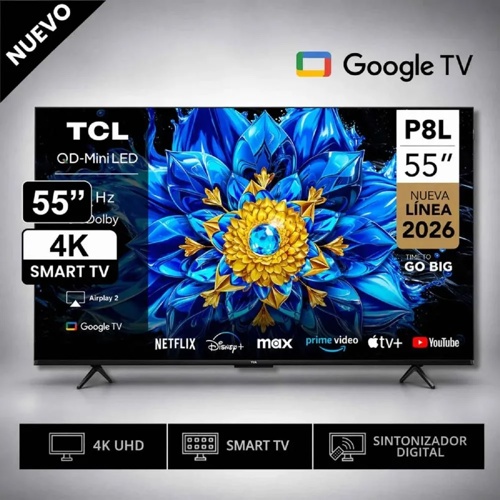 NUEVO
Google TV
TCL
QD-Mini LED
55”
Hz
Dolby
4K
SMART TV
Airplay 2
Google TV
P8L
55”
NUEVA
LÍNEA
2026
TIME TO
GO BIG
NETFLIX Disney+ max prime video tv+ YouTube
TCL
4K UHD
SMART TV
SINTONIZADOR
DIGITAL